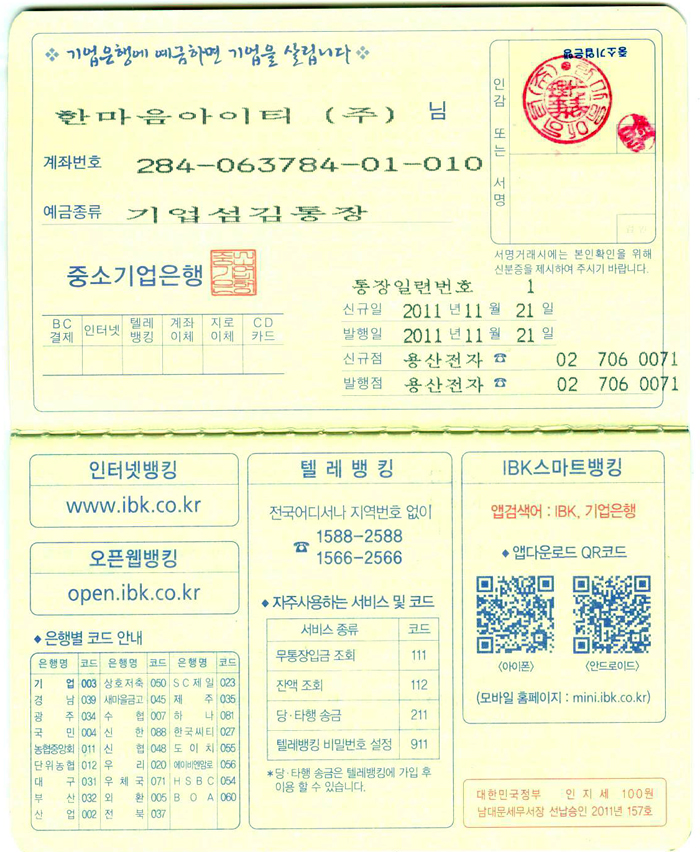 ❖ 기업은행에 예금하면 기업을 살립니다 ❖
한마음아이티 (주) 님
계좌번호 284-063784-01-010
예금종류 기업섬김통장
중소기업은행
인감 또는 서명
중소기업은행
서명거래시에는 본인확인을 위해
신분증을 제시하여 주시기 바랍니다.
통장일련번호 1
신규일 2011 년 11 월 21 일
발행일 2011 년 11 월 21 일
신규점 용산전자 ☎ 02 706 0071
발행점 용산전자 ☎ 02 706 0071
BC결제 인터넷 텔레뱅킹 계좌이체 지로이체 CD카드
인터넷뱅킹
www.ibk.co.kr
오픈웹뱅킹
open.ibk.co.kr
◆ 은행별 코드 안내
은행명 코드 은행명 코드 은행명 코드
기업 003 상호저축 050 SC제일 023
경남 039 새마을금고 045 제주 035
광주 034 수협 007 하나 081
국민 004 신한 088 한국씨티 027
농협중앙회 011 신협 048 도이치 055
단위농협 012 우리 020 에이비엔암로 056
대구 031 우체국 071 HSBC 054
부산 032 외환 005 BOA 060
산업 002 전북 037
텔레뱅킹
전국어디서나 지역번호 없이
☎ 1588-2588
1566-2566
◆ 자주사용하는 서비스 및 코드
서비스 종류 코드
무통장입금 조회 111
잔액 조회 112
당·타행 송금 211
텔레뱅킹 비밀번호 설정 911
*당·타행 송금은 텔레뱅킹에 가입 후
이용 할 수 있습니다.
IBK스마트뱅킹
앱검색어 : IBK, 기업은행
◆ 앱다운로드 QR코드
〈아이폰〉 〈안드로이드〉
(모바일 홈페이지 : mini.ibk.co.kr)
대한민국정부 인지세 100원
남대문세무서장 선납승인 2011년 157호